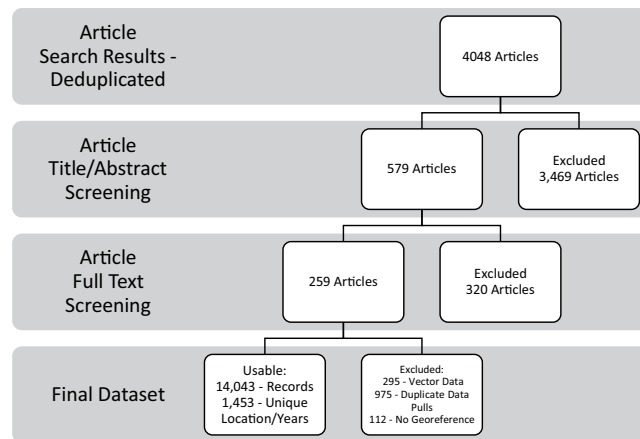 Article
Search Results -
Deduplicated
4048 Articles
Article
Title/Abstract
Screening
579 Articles
Excluded
3,469 Articles
Article
Full Text
Screening
259 Articles
Excluded
320 Articles
Final Dataset
Usable:
14,043 - Records
1,453 - Unique
Location/Years
Excluded:
295 - Vector Data
975 - Duplicate Data
Pulls
112 - No Georeference